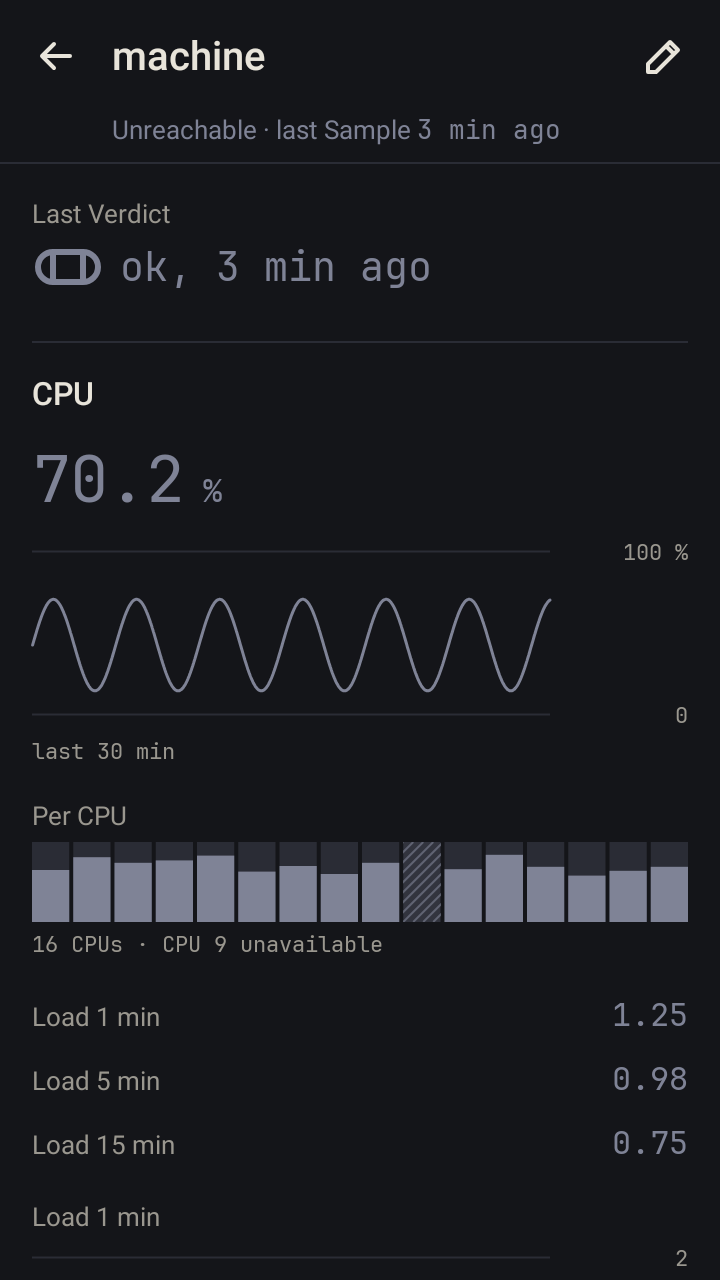 machine
Unreachable · last Sample 3 min ago
Last Verdict
ok, 3 min ago
CPU
70.2 %
100 %
0
last 30 min
Per CPU
16 CPUs · CPU 9 unavailable
Load 1 min 1.25
Load 5 min 0.98
Load 15 min 0.75
Load 1 min
2